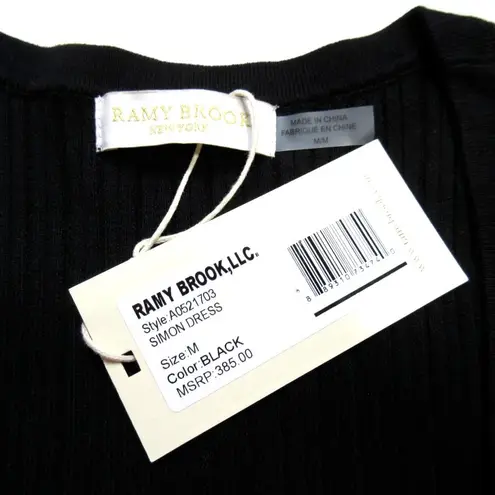 RAMY BROOK
NEW YORK
MADE IN CHINA
FABRIQUE EN CHINE
M/M
RAMY BROOK, LLC.
Style:A0521703
SIMON DRESS
Size:M
Color:BLACK
MSRP:385.00